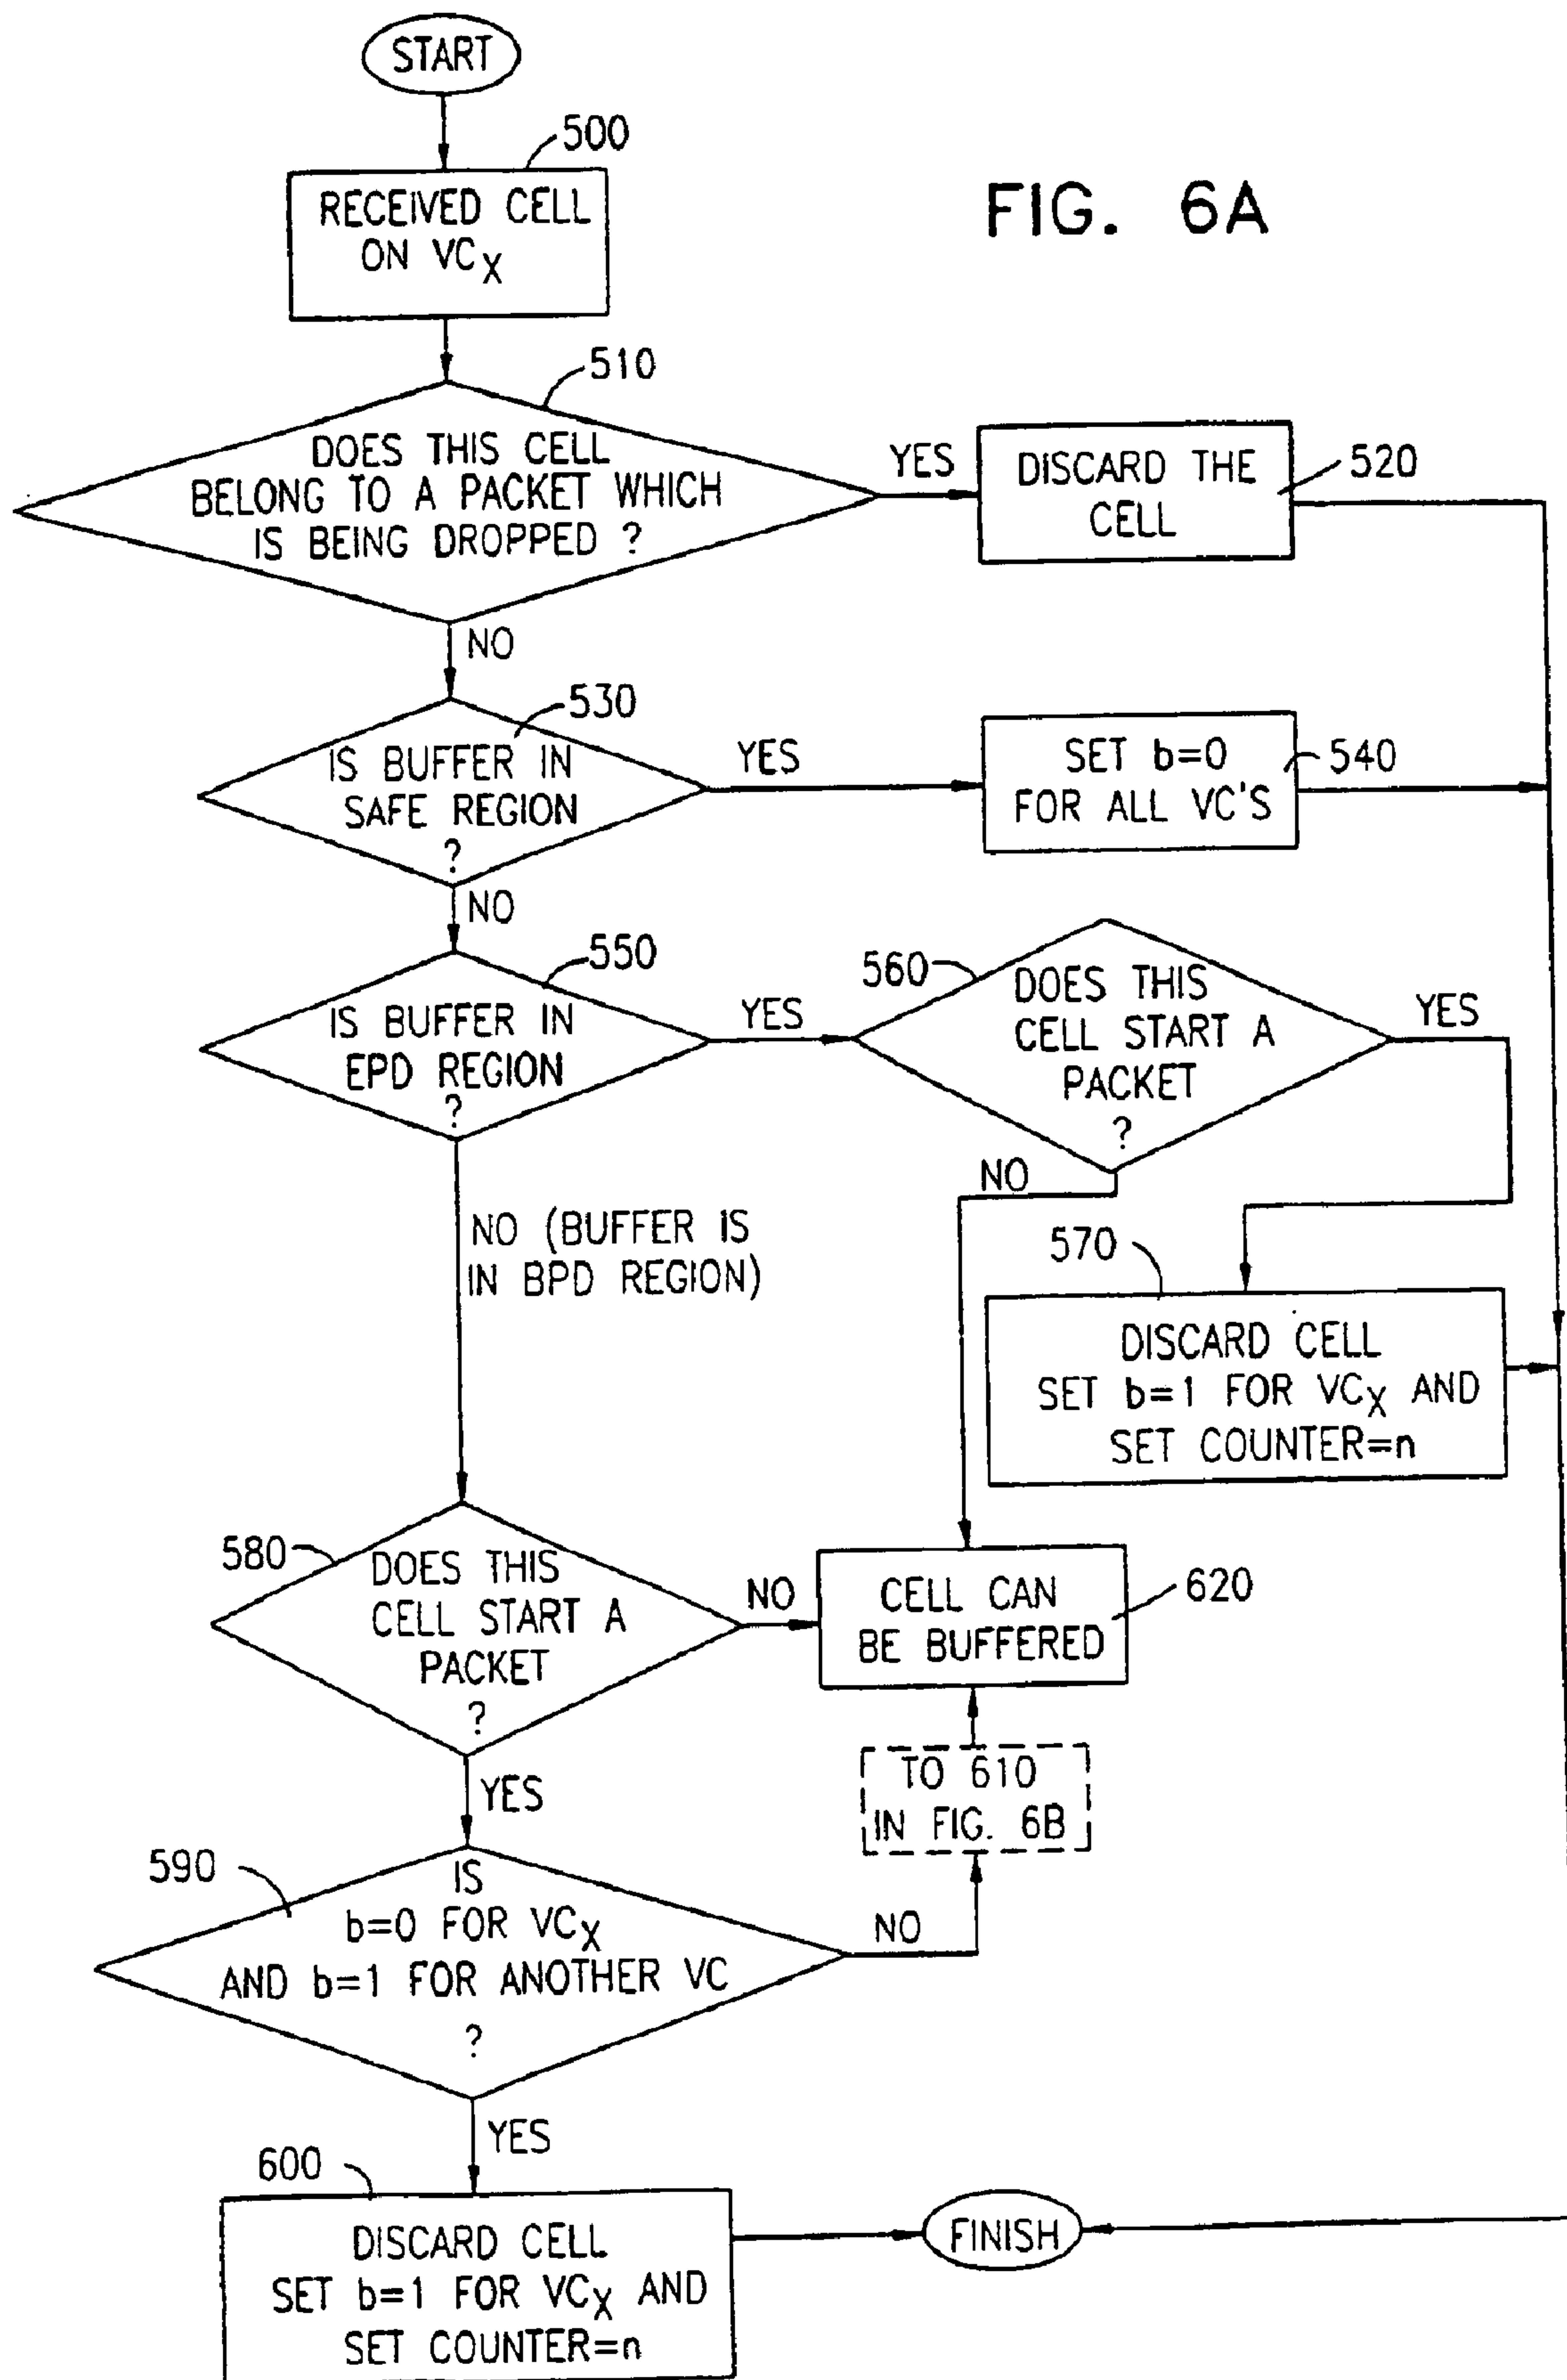 START
500
RECEIVED CELL
ON VCX
FIG. 6A
510
DOES THIS CELL
BELONG TO A PACKET WHICH
IS BEING DROPPED ?
YES
DISCARD THE
CELL
520
NO
530
IS BUFFER IN
SAFE REGION
?
YES
SET b=0
FOR ALL VC'S
540
NO
550
IS BUFFER IN
EPD REGION
?
YES
560
DOES THIS
CELL START A
PACKET
?
YES
NO
NO (BUFFER IS
IN BPD REGION)
570
DISCARD CELL
SET b=1 FOR VCX AND
SET COUNTER=n
580
DOES THIS
CELL START A
PACKET
?
NO
CELL CAN
BE BUFFERED
620
YES
TO 610
IN FIG. 6B
590
IS
b=0 FOR VCX
AND b=1 FOR ANOTHER VC
?
NO
YES
600
DISCARD CELL
SET b=1 FOR VCX AND
SET COUNTER=n
FINISH